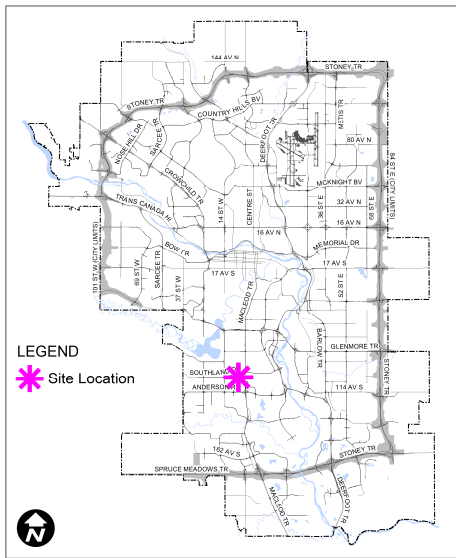 144 AV N
STONEY TR
STONEY TR
COUNTRY HILLS BV
DEERFOOT TR
METIS TR
NOSE HILL DR
SARCEE TR
80 AV N
84 ST E (CITY LIMITS)
CROWCHILD TR
MCKNIGHT BV
14 ST W
CENTRE ST
36 ST E
32 AV N
68 ST E
TRANS CANADA HI
16 AV N
16 AV N
101 ST W (CITY LIMITS)
BOW TR
MEMORIAL DR
17 AV S
17 AV S
69 ST W
SARCEE TR
37 ST W
MACLEOD TR
52 ST E
BARLOW TR
GLENMORE TR
LEGEND
Site Location
SOUTHLAND
ANDERSON
114 AV S
STONEY TR
162 AV S
STONEY TR
SPRUCE MEADOWS TR
MACLEOD TR
DEERFOOT TR
N